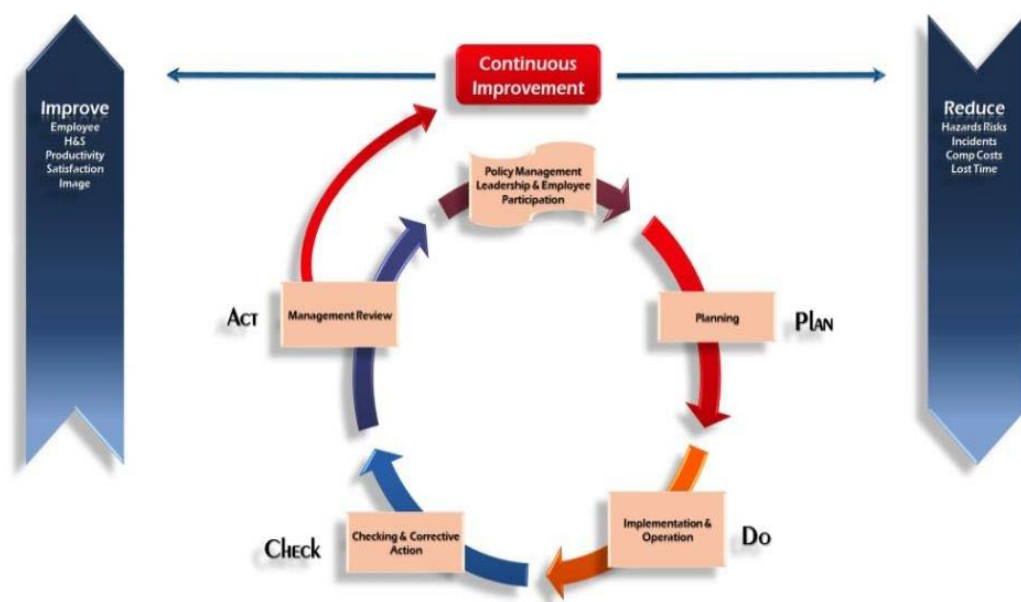 Continuous
Improvement
Improve
Employee
H&S
Productivity
Satisfaction
Image
Reduce
Hazards Risks
Incidents
Comp Costs
Lost Time
Policy Management
Leadership & Employee
Participation
Act
Management Review
Planning
Plan
Checking & Corrective
Action
Check
Implementation &
Operation
Do